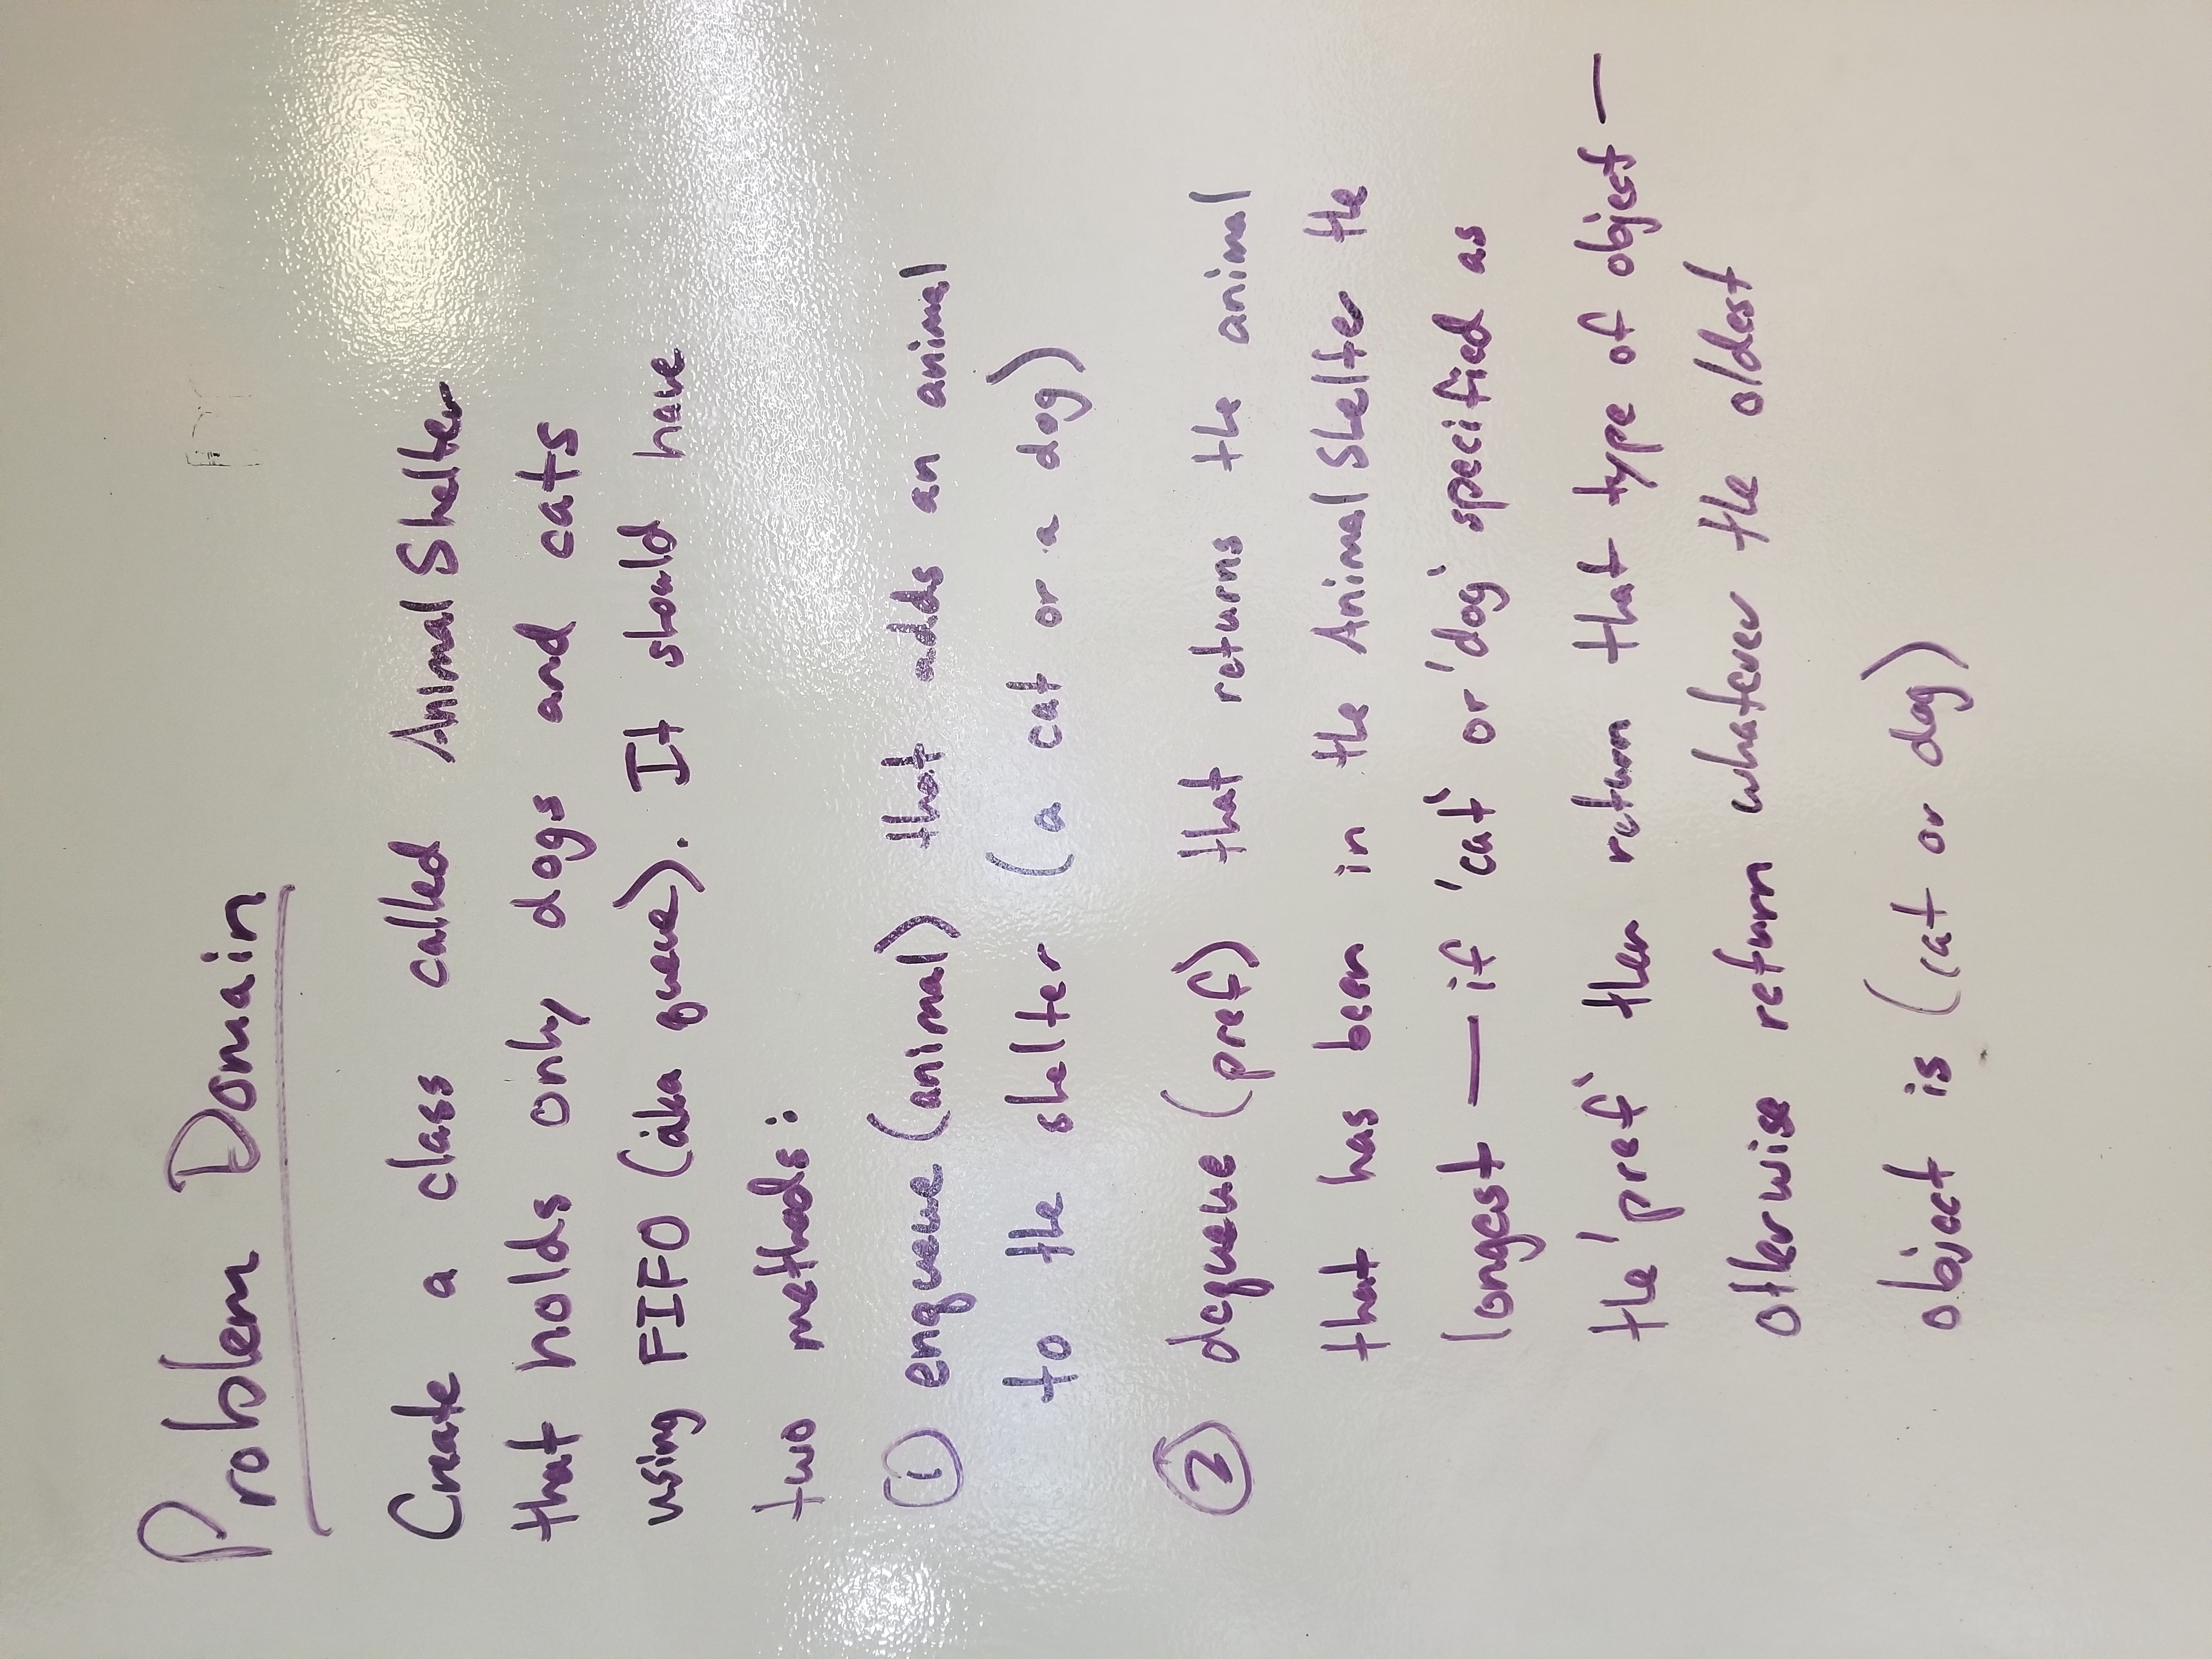 Problem Domain
Create a class called AnimalShelter
that holds only dogs and cats
using FIFO (aka queue). It should have
two methods:
① enqueue (animal) that adds an animal
to the shelter (a cat or a dog)
② dequeue (pref) that returns the animal
that has been in the AnimalShelter the
longest — if 'cat' or 'dog' specified as
the 'pref' then return that type of object —
otherwise return whatever the oldest
object is (cat or dog)